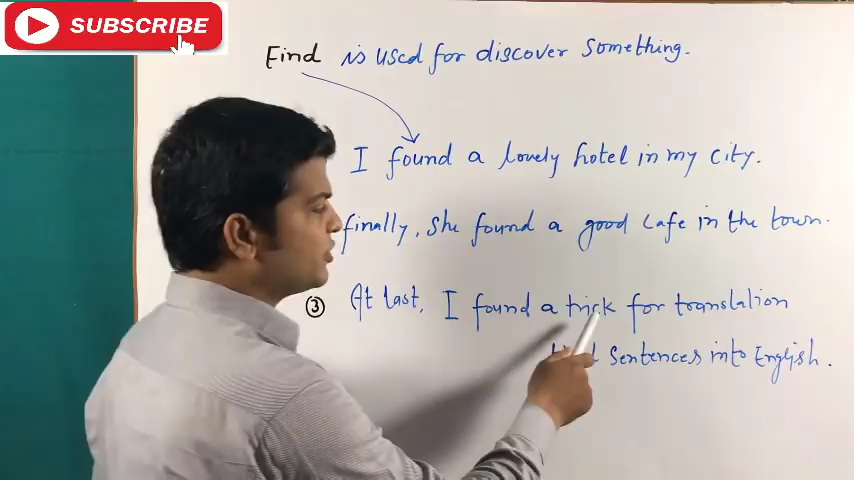 SUBSCRIBE
Find is used for discover something.
I found a lovely hotel in my city.
finally, she found a good cafe in the town.
③ At last, I found a trick for translation
sentences into English.